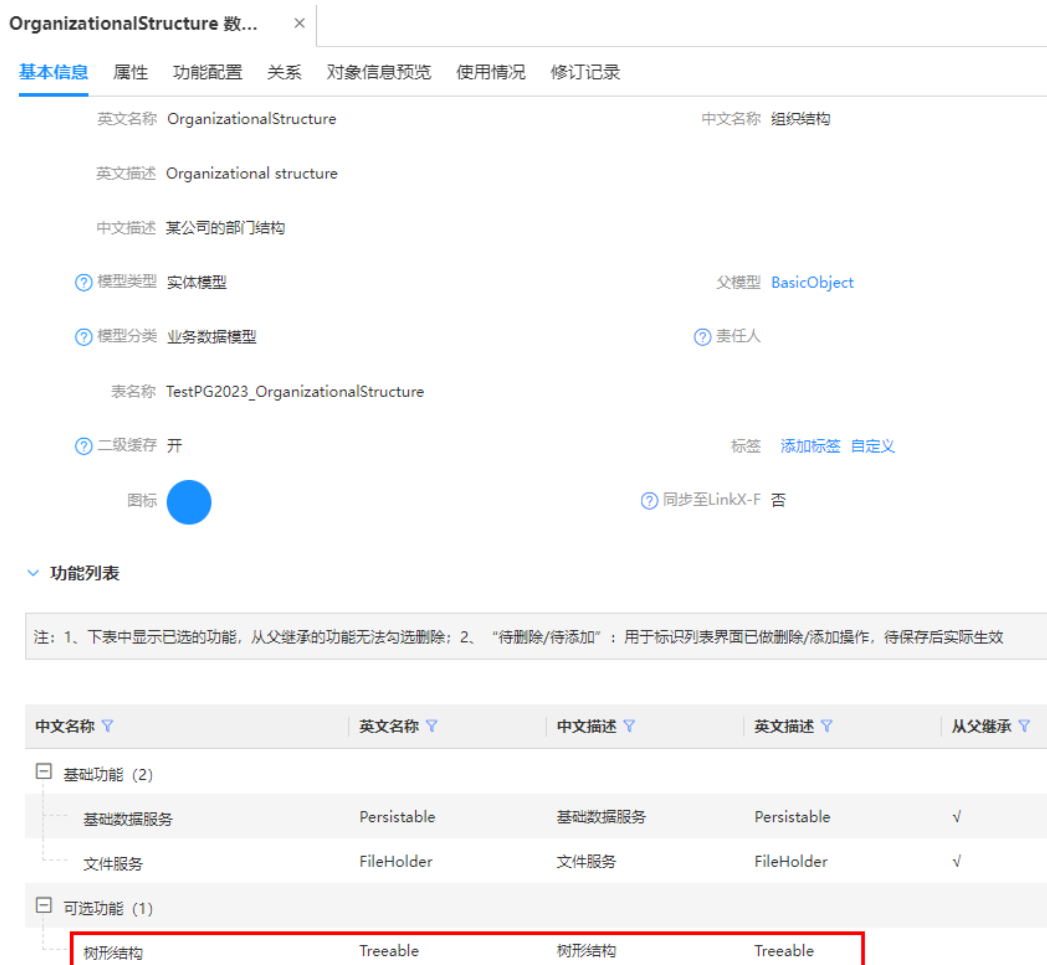 OrganizationalStructure 数... ×
基本信息 属性 功能配置 关系 对象信息预览 使用情况 修订记录
英文名称 OrganizationalStructure 中文名称 组织结构
英文描述 Organizational structure
中文描述 某公司的部门结构
? 模型类型 实体模型 父模型 BasicObject
? 模型分类 业务数据模型 ? 责任人
表名称 TestPG2023_OrganizationalStructure
? 二级缓存 开 标签 添加标签 自定义
图标 ? 同步至LinkX-F 否
功能列表
注：1、下表中显示已选的功能，从父继承的功能无法勾选删除；2、“待删除/待添加”：用于标识列表界面已做删除/添加操作，待保存后实际生效
中文名称 英文名称 中文描述 英文描述 从父继承
基础功能（2）
基础数据服务 Persistable 基础数据服务 Persistable √
文件服务 FileHolder 文件服务 FileHolder √
可选功能（1）
树形结构 Treeable 树形结构 Treeable